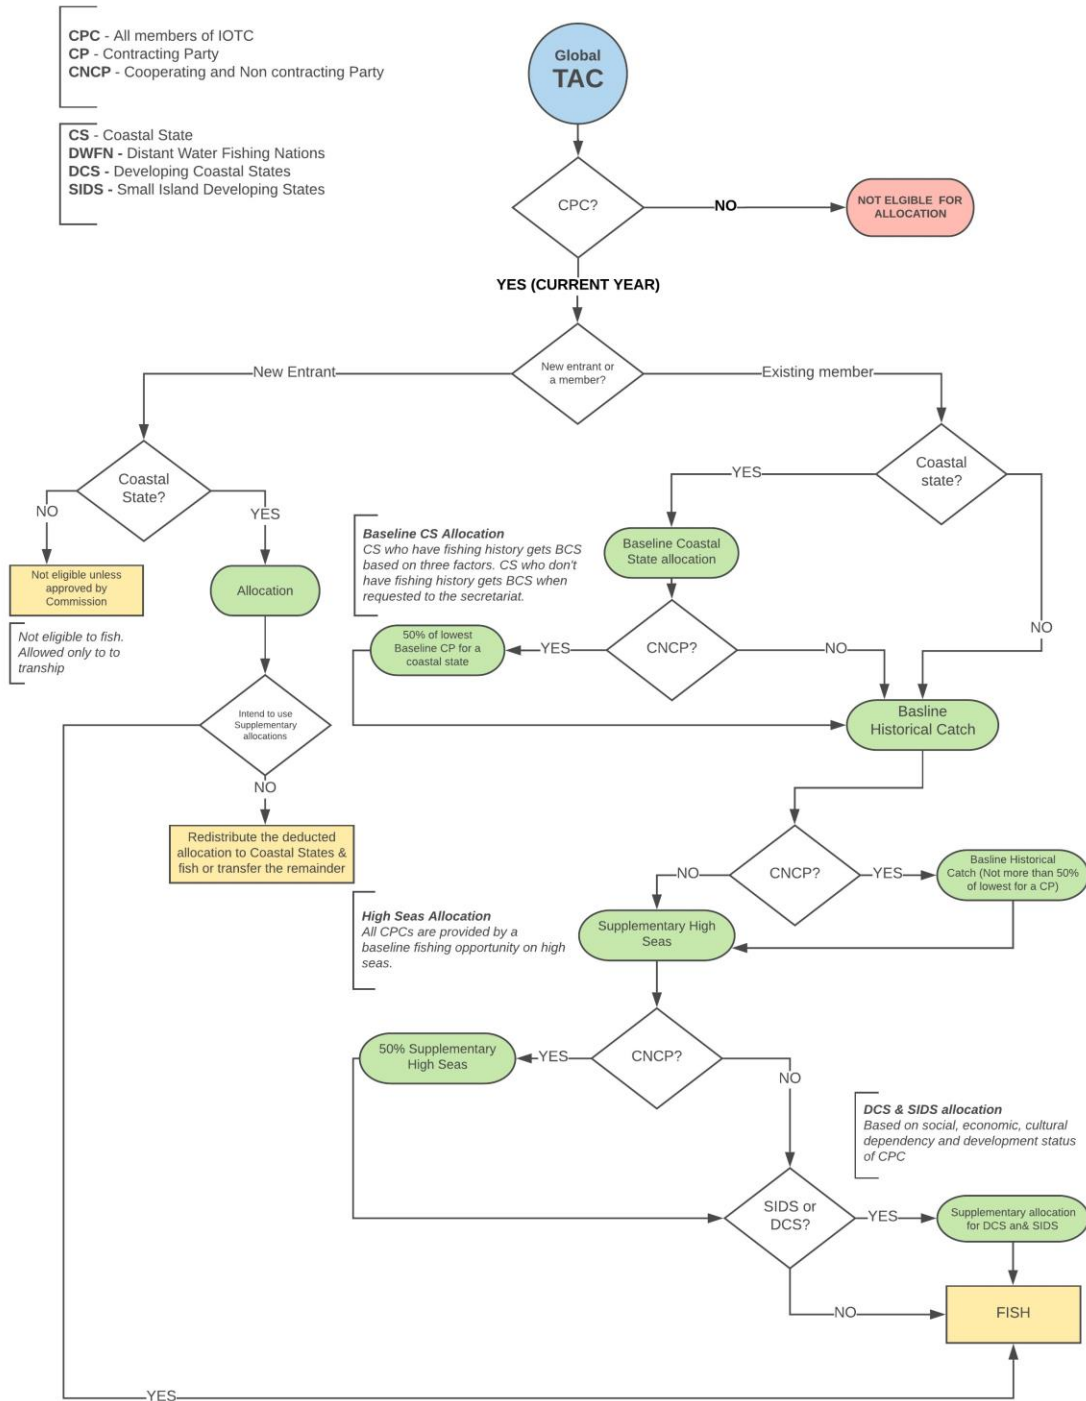 CPC - All members of IOTC
CP - Contracting Party
CNCP - Cooperating and Non contracting Party
CS - Coastal State
DWFN - Distant Water Fishing Nations
DCS - Developing Coastal States
SIDS - Small Island Developing States
Global
TAC
CPC?
NO
NOT ELGIBLE FOR
ALLOCATION
YES (CURRENT YEAR)
New entrant or
a member?
New Entrant
Existing member
Coastal
State?
NO
YES
Not eligible unless
approved by
Commission
Not eligible to fish.
Allowed only to to
tranship
Allocation
Intend to use
Supplementary
allocations
NO
Redistribute the deducted
allocation to Coastal States &
fish or transfer the remainder
YES
Coastal
state?
YES
NO
Baseline CS Allocation
CS who have fishing history gets BCS
based on three factors. CS who don't
have fishing history gets BCS when
requested to the secretariat.
Baseline Coastal
State allocation
CNCP?
YES
NO
50% of lowest
Baseline CP for a
coastal state
Basline
Historical Catch
CNCP?
NO
YES
Basline Historical
Catch (Not more than 50%
of lowest for a CP)
High Seas Allocation
All CPCs are provided by a
baseline fishing opportunity on high
seas.
Supplementary High
Seas
CNCP?
YES
NO
50% Supplementary
High Seas
DCS & SIDS allocation
Based on social, economic, cultural
dependency and development status
of CPC
SIDS or
DCS?
YES
NO
Supplementary allocation
for DCS an& SIDS
FISH